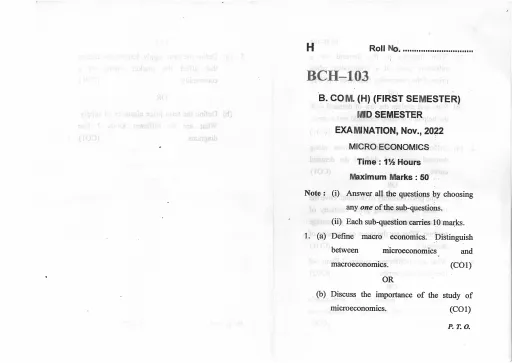 H
Roll No. ..............................
BCH–103
B. COM. (H) (FIRST SEMESTER)
MID SEMESTER
EXAMINATION, Nov., 2022
MICRO ECONOMICS
Time : 1½ Hours
Maximum Marks : 50
Note : (i) Answer all the questions by choosing
any one of the sub-questions.
(ii) Each sub-question carries 10 marks.
1. (a) Define macro economics. Distinguish
between microeconomics and
macroeconomics. (CO1)
OR
(b) Discuss the importance of the study of
microeconomics. (CO1)
P. T. O.